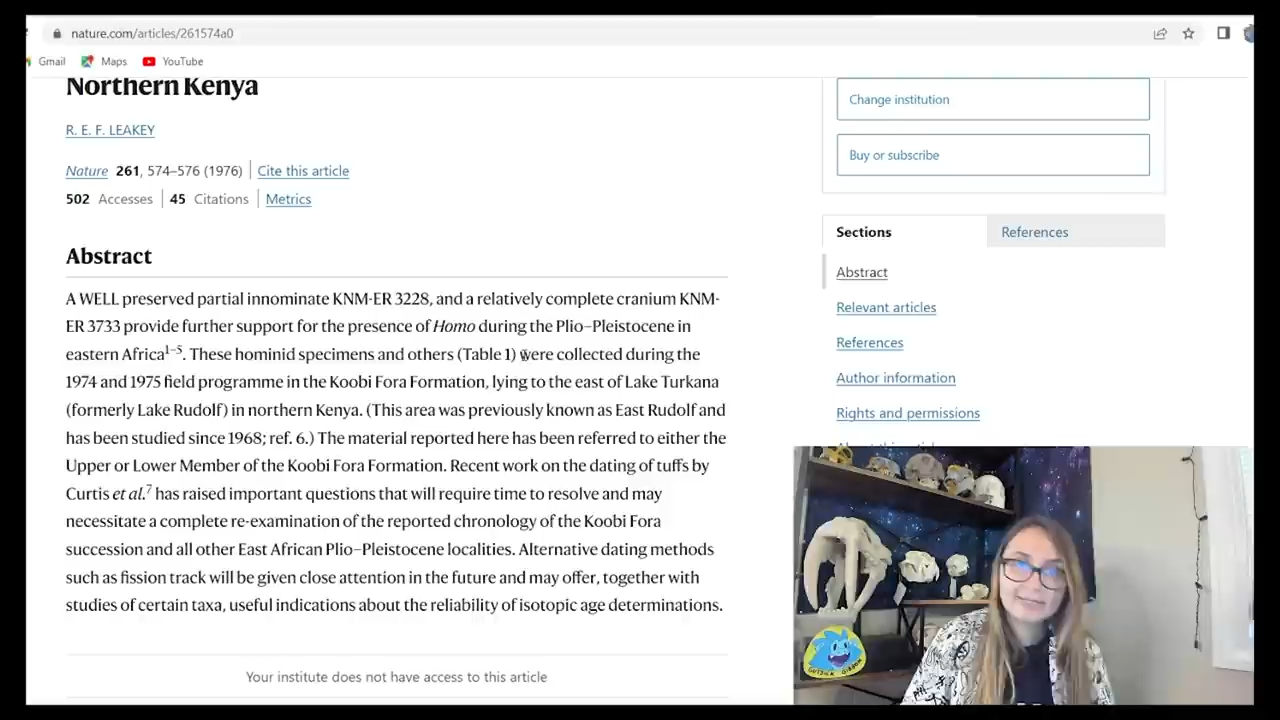 nature.com/articles/261574a0
Gmail Maps YouTube
Northern Kenya
R. E. F. LEAKEY
Nature 261, 574–576 (1976) Cite this article
502 Accesses 45 Citations Metrics
Abstract
A WELL preserved partial innominate KNM-ER 3228, and a relatively complete cranium KNM-
ER 3733 provide further support for the presence of Homo during the Plio–Pleistocene in
eastern Africa1–5. These hominid specimens and others (Table 1) were collected during the
1974 and 1975 field programme in the Koobi Fora Formation, lying to the east of Lake Turkana
(formerly Lake Rudolf) in northern Kenya. (This area was previously known as East Rudolf and
has been studied since 1968; ref. 6.) The material reported here has been referred to either the
Upper or Lower Member of the Koobi Fora Formation. Recent work on the dating of tuffs by
Curtis et al.7 has raised important questions that will require time to resolve and may
necessitate a complete re-examination of the reported chronology of the Koobi Fora
succession and all other East African Plio–Pleistocene localities. Alternative dating methods
such as fission track will be given close attention in the future and may offer, together with
studies of certain taxa, useful indications about the reliability of isotopic age determinations.
Your institute does not have access to this article
Change institution
Buy or subscribe
Sections References
Abstract
Relevant articles
References
Author information
Rights and permissions
GUTSICK GIBBON